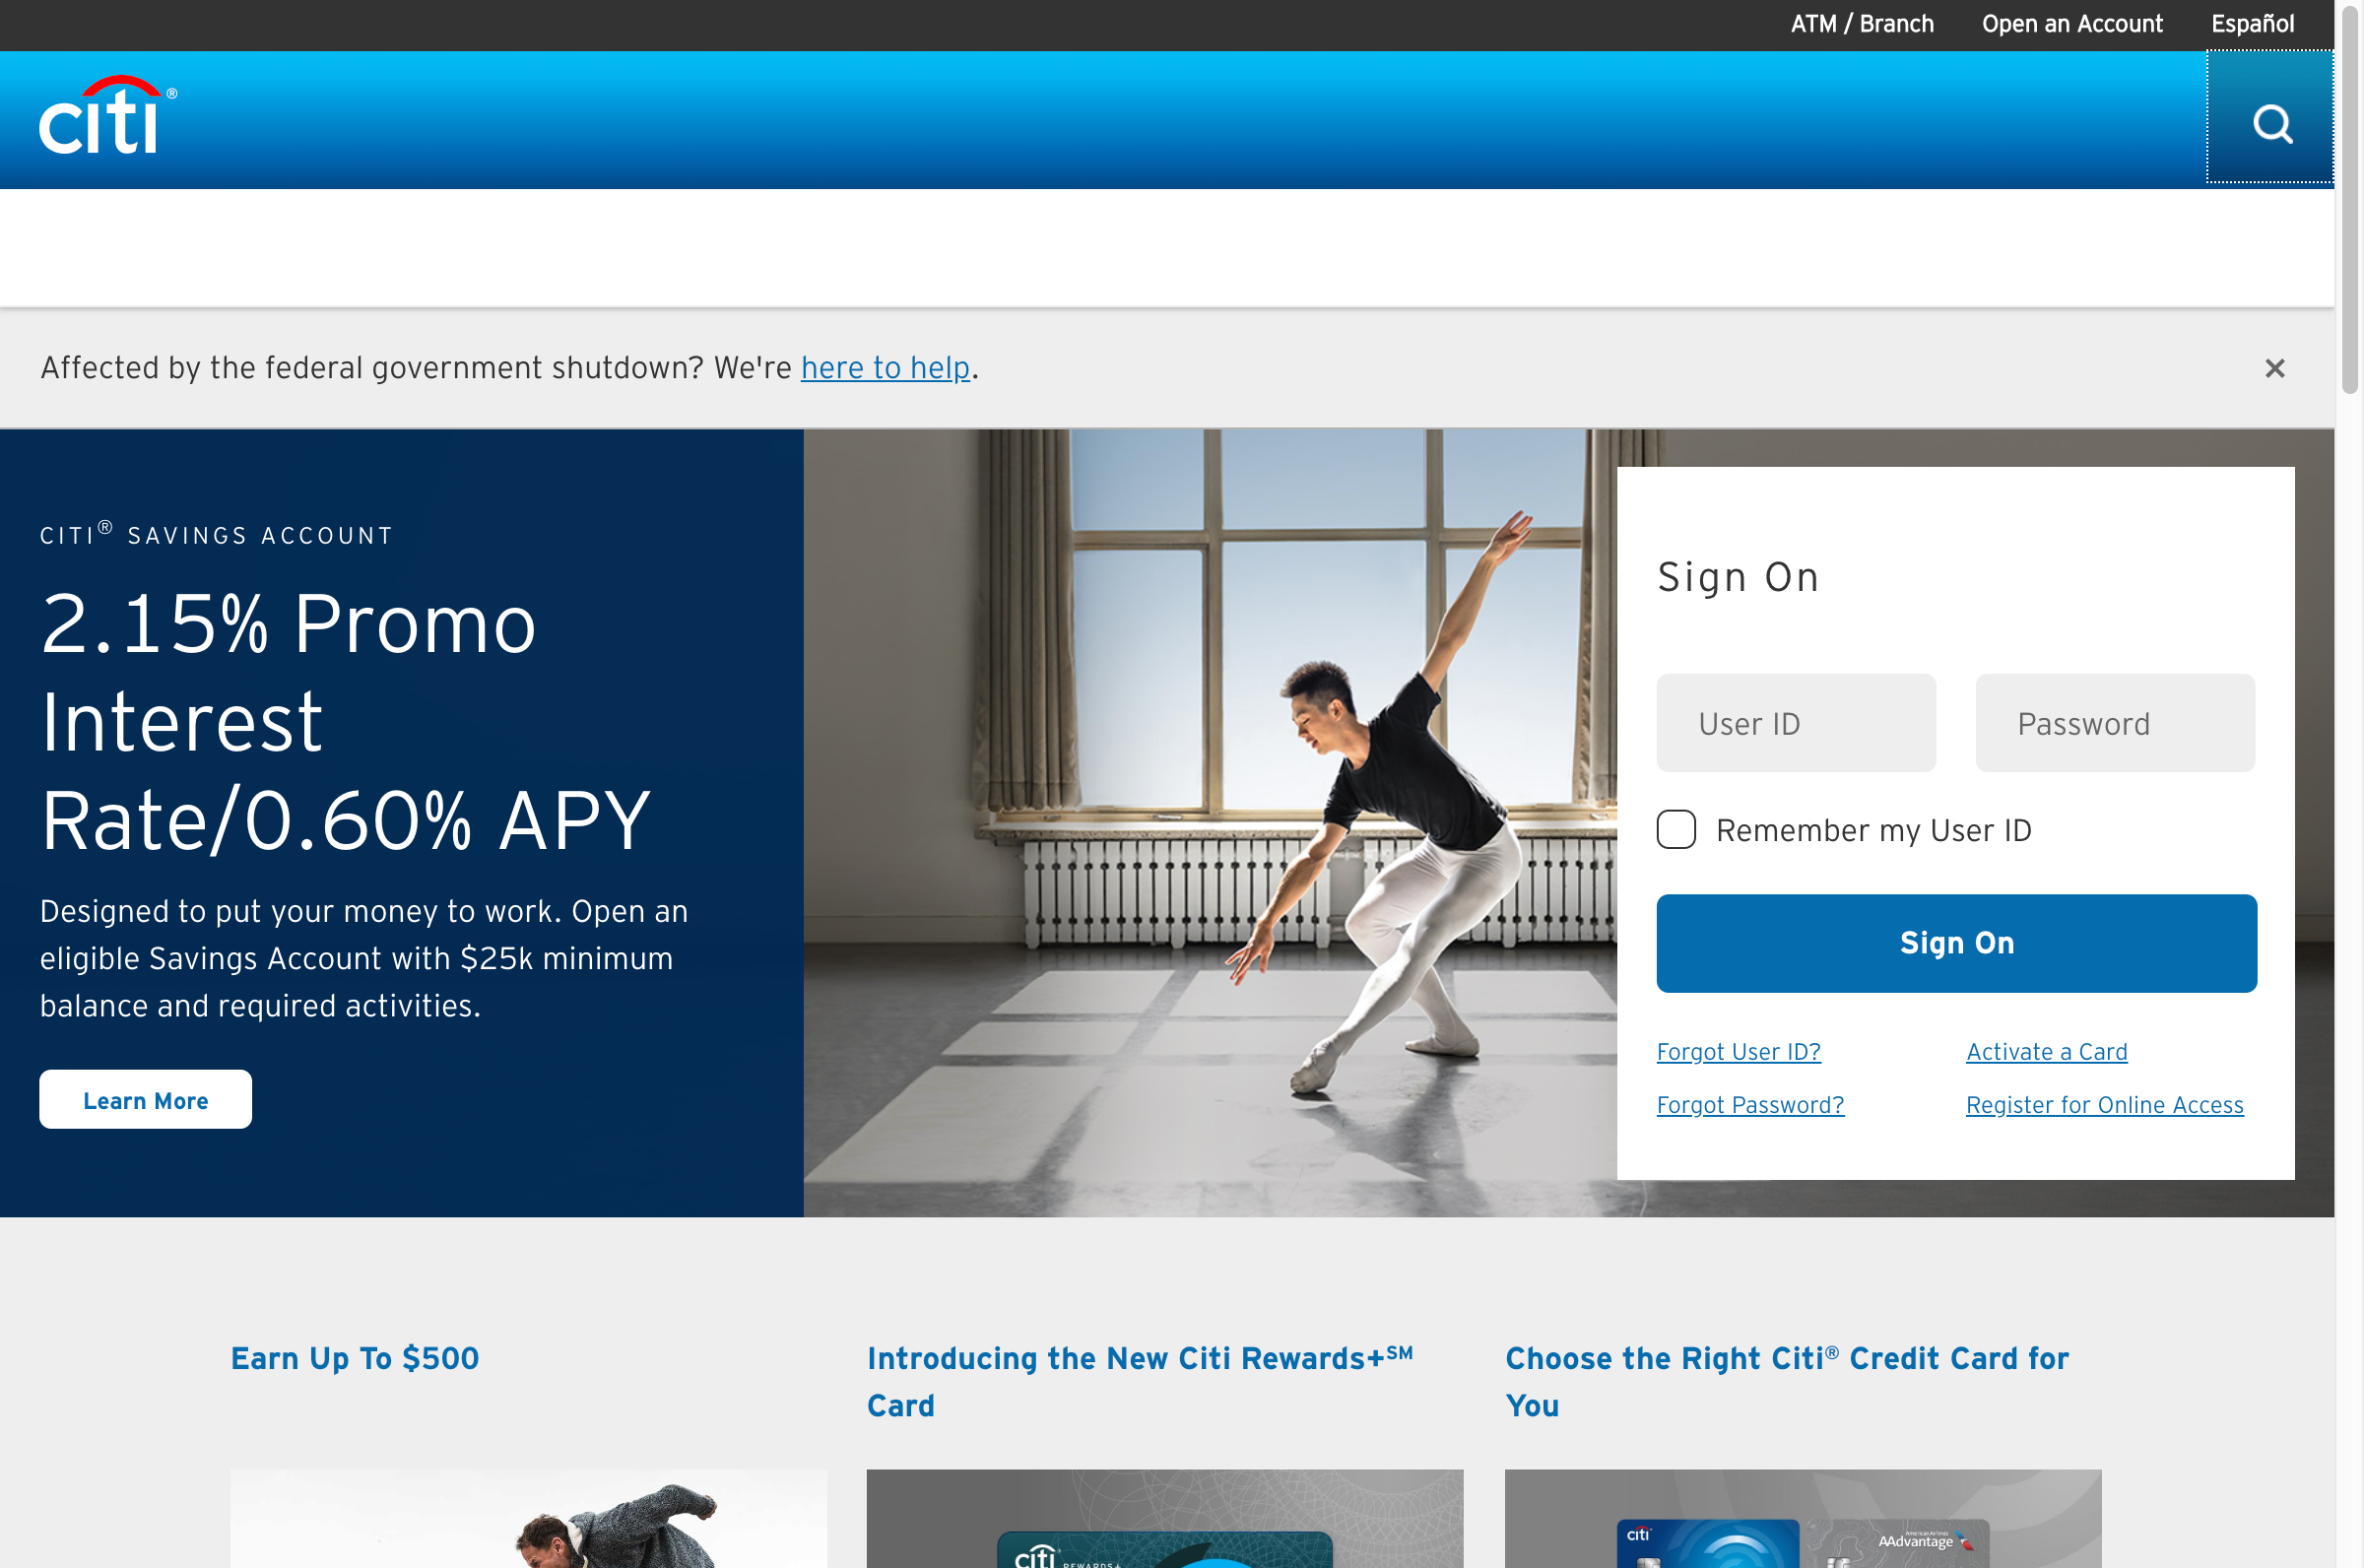 ATM / Branch
Open an Account
Español
citi®
Affected by the federal government shutdown? We're here to help.
CITI® SAVINGS ACCOUNT
2.15% Promo
Interest
Rate/0.60% APY
Designed to put your money to work. Open an
eligible Savings Account with $25k minimum
balance and required activities.
Learn More
Sign On
User ID
Password
Remember my User ID
Sign On
Forgot User ID?
Activate a Card
Forgot Password?
Register for Online Access
Earn Up To $500
Introducing the New Citi Rewards+℠
Card
Choose the Right Citi® Credit Card for
You
citi
REWARDS+
citi
American Airlines
AAdvantage